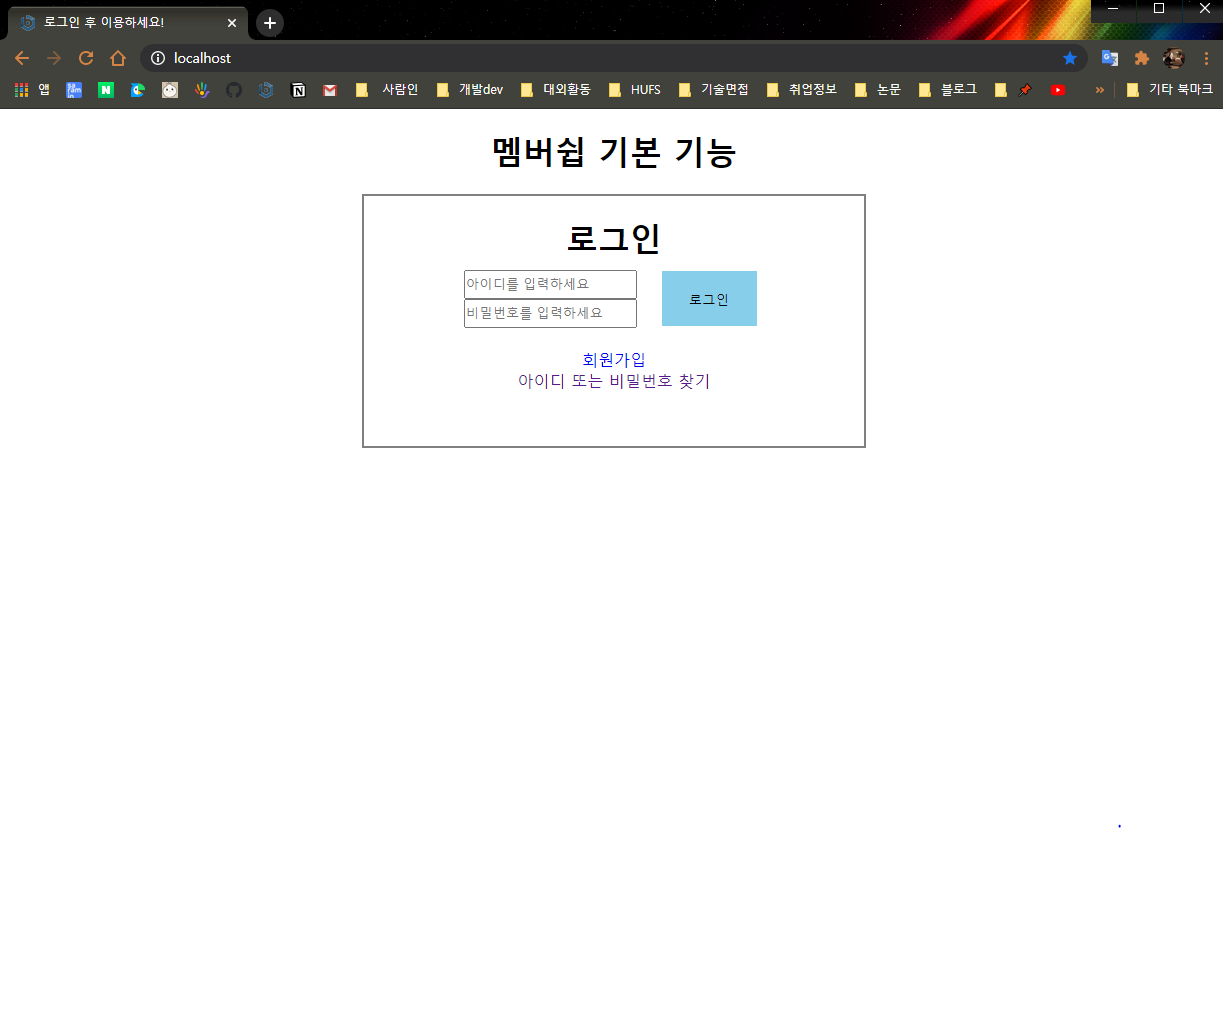 로그인 후 이용하세요!
localhost
앱 사람인 개발dev 대외활동 HUFS 기술면접 취업정보 논문 블로그 » 기타 북마크
멤버쉽 기본 기능
로그인
아이디를 입력하세요
비밀번호를 입력하세요
로그인
회원가입
아이디 또는 비밀번호 찾기